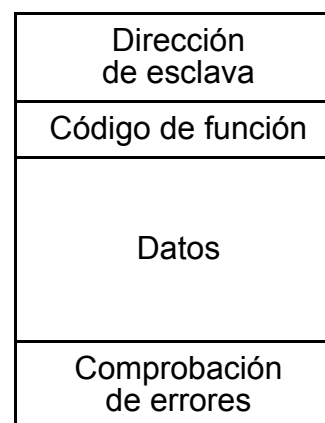 Dirección
de esclava
Código de función
Datos
Comprobación
de errores